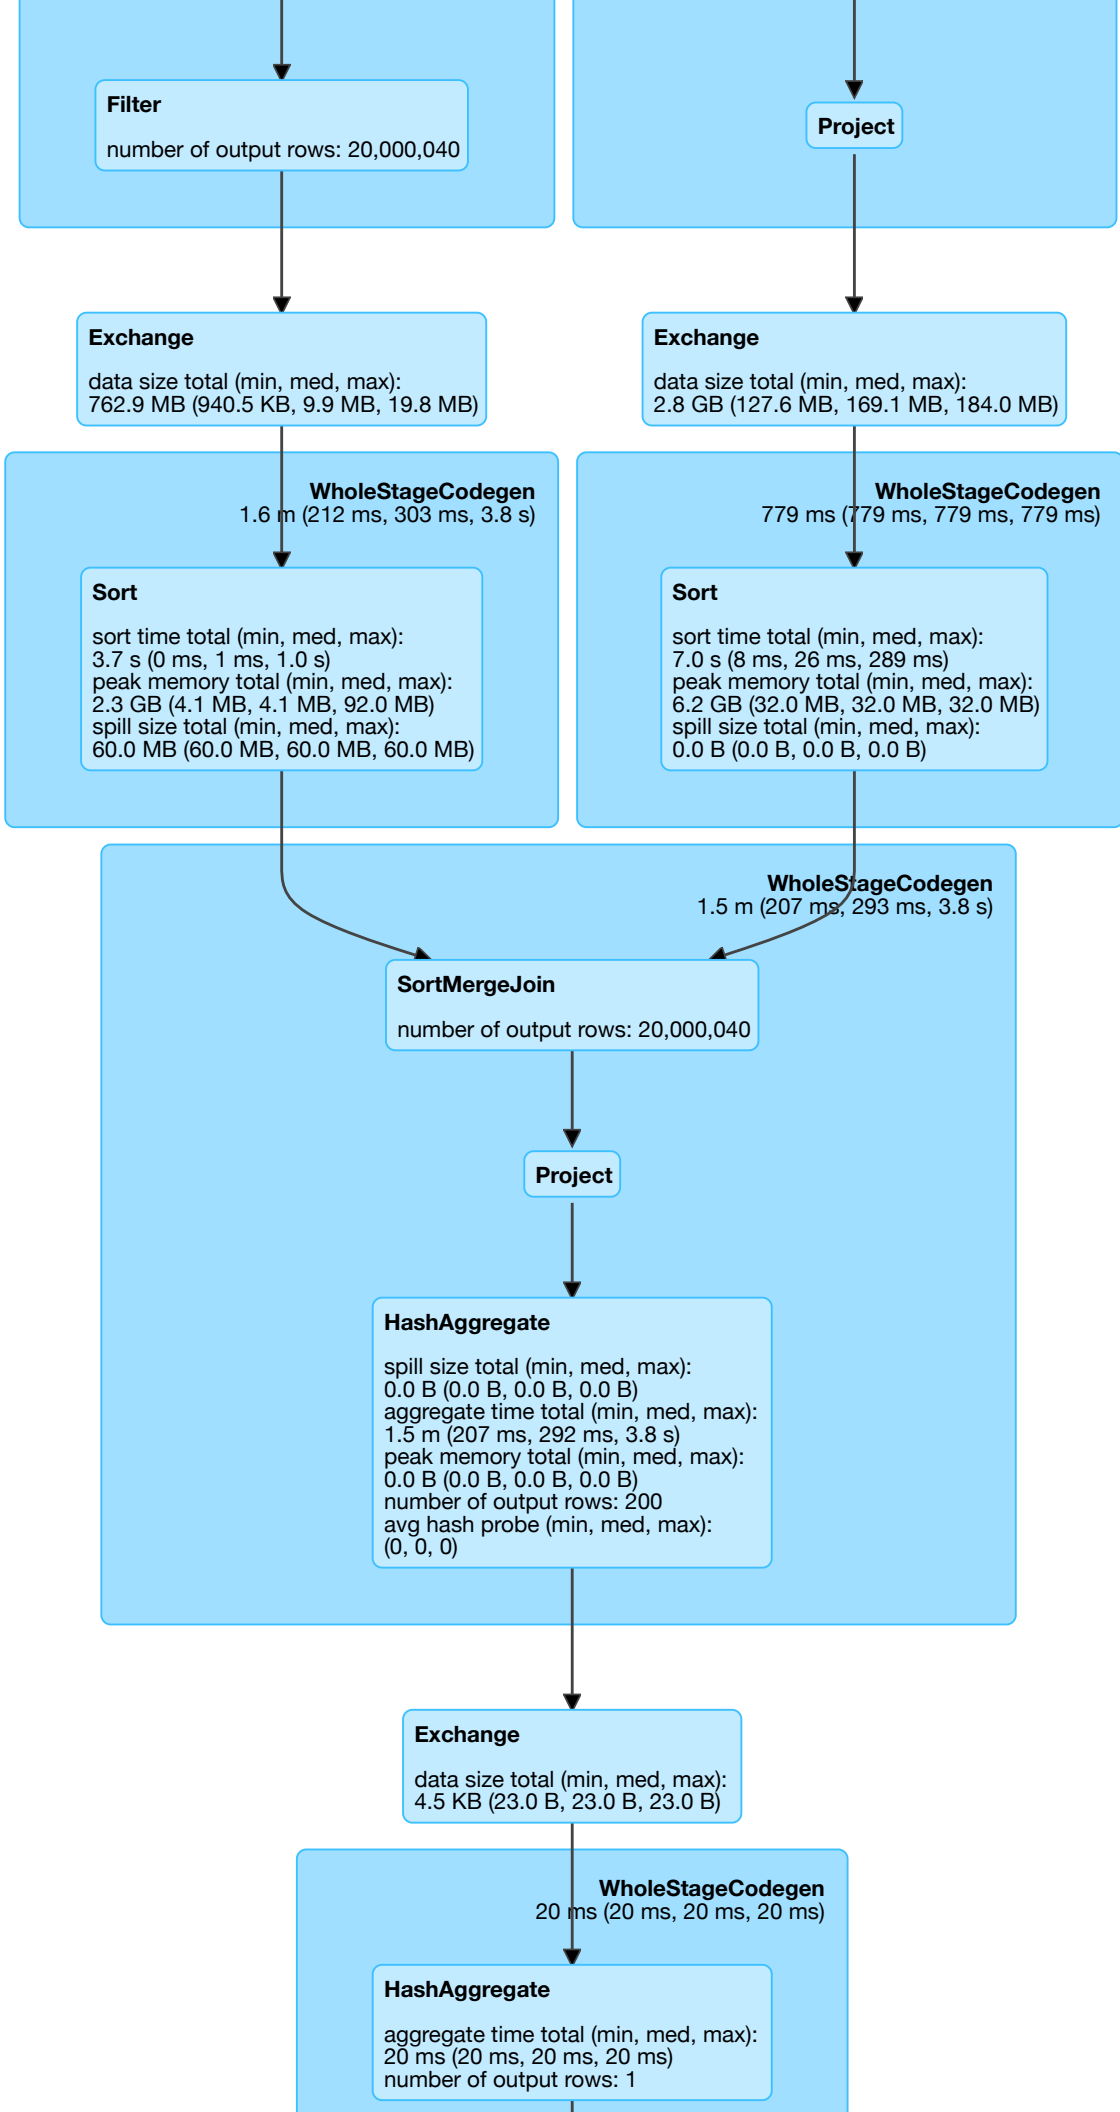 Filter
number of output rows: 20,000,040
Project
Exchange
data size total (min, med, max):
762.9 MB (940.5 KB, 9.9 MB, 19.8 MB)
Exchange
data size total (min, med, max):
2.8 GB (127.6 MB, 169.1 MB, 184.0 MB)
WholeStageCodegen
1.6 m (212 ms, 303 ms, 3.8 s)
Sort
sort time total (min, med, max):
3.7 s (0 ms, 1 ms, 1.0 s)
peak memory total (min, med, max):
2.3 GB (4.1 MB, 4.1 MB, 92.0 MB)
spill size total (min, med, max):
60.0 MB (60.0 MB, 60.0 MB, 60.0 MB)
WholeStageCodegen
779 ms (779 ms, 779 ms, 779 ms)
Sort
sort time total (min, med, max):
7.0 s (8 ms, 26 ms, 289 ms)
peak memory total (min, med, max):
6.2 GB (32.0 MB, 32.0 MB, 32.0 MB)
spill size total (min, med, max):
0.0 B (0.0 B, 0.0 B, 0.0 B)
WholeStageCodegen
1.5 m (207 ms, 293 ms, 3.8 s)
SortMergeJoin
number of output rows: 20,000,040
Project
HashAggregate
spill size total (min, med, max):
0.0 B (0.0 B, 0.0 B, 0.0 B)
aggregate time total (min, med, max):
1.5 m (207 ms, 292 ms, 3.8 s)
peak memory total (min, med, max):
0.0 B (0.0 B, 0.0 B, 0.0 B)
number of output rows: 200
avg hash probe (min, med, max):
(0, 0, 0)
Exchange
data size total (min, med, max):
4.5 KB (23.0 B, 23.0 B, 23.0 B)
WholeStageCodegen
20 ms (20 ms, 20 ms, 20 ms)
HashAggregate
aggregate time total (min, med, max):
20 ms (20 ms, 20 ms, 20 ms)
number of output rows: 1